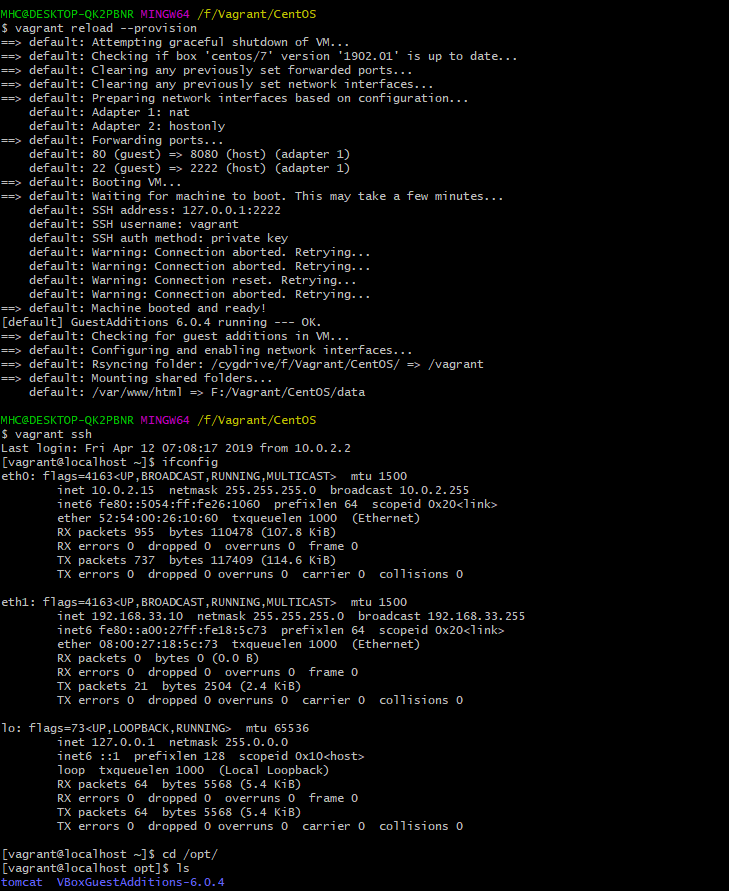 MHC@DESKTOP-QK2PBNR MINGW64 /f/Vagrant/CentOS
$ vagrant reload --provision
==> default: Attempting graceful shutdown of VM...
==> default: Checking if box 'centos/7' version '1902.01' is up to date...
==> default: Clearing any previously set forwarded ports...
==> default: Clearing any previously set network interfaces...
==> default: Preparing network interfaces based on configuration...
    default: Adapter 1: nat
    default: Adapter 2: hostonly
==> default: Forwarding ports...
    default: 80 (guest) => 8080 (host) (adapter 1)
    default: 22 (guest) => 2222 (host) (adapter 1)
==> default: Booting VM...
==> default: Waiting for machine to boot. This may take a few minutes...
    default: SSH address: 127.0.0.1:2222
    default: SSH username: vagrant
    default: SSH auth method: private key
    default: Warning: Connection aborted. Retrying...
    default: Warning: Connection aborted. Retrying...
    default: Warning: Connection reset. Retrying...
    default: Warning: Connection aborted. Retrying...
==> default: Machine booted and ready!
[default] GuestAdditions 6.0.4 running --- OK.
==> default: Checking for guest additions in VM...
==> default: Configuring and enabling network interfaces...
==> default: Rsyncing folder: /cygdrive/f/Vagrant/CentOS/ => /vagrant
==> default: Mounting shared folders...
    default: /var/www/html => F:/Vagrant/CentOS/data
MHC@DESKTOP-QK2PBNR MINGW64 /f/Vagrant/CentOS
$ vagrant ssh
Last login: Fri Apr 12 07:08:17 2019 from 10.0.2.2
[vagrant@localhost ~]$ ifconfig
eth0: flags=4163<UP,BROADCAST,RUNNING,MULTICAST>  mtu 1500
        inet 10.0.2.15  netmask 255.255.255.0  broadcast 10.0.2.255
        inet6 fe80::5054:ff:fe26:1060  prefixlen 64  scopeid 0x20<link>
        ether 52:54:00:26:10:60  txqueuelen 1000  (Ethernet)
        RX packets 955  bytes 110478 (107.8 KiB)
        RX errors 0  dropped 0  overruns 0  frame 0
        TX packets 737  bytes 117409 (114.6 KiB)
        TX errors 0  dropped 0 overruns 0  carrier 0  collisions 0
eth1: flags=4163<UP,BROADCAST,RUNNING,MULTICAST>  mtu 1500
        inet 192.168.33.10  netmask 255.255.255.0  broadcast 192.168.33.255
        inet6 fe80::a00:27ff:fe18:5c73  prefixlen 64  scopeid 0x20<link>
        ether 08:00:27:18:5c:73  txqueuelen 1000  (Ethernet)
        RX packets 0  bytes 0 (0.0 B)
        RX errors 0  dropped 0  overruns 0  frame 0
        TX packets 21  bytes 2504 (2.4 KiB)
        TX errors 0  dropped 0 overruns 0  carrier 0  collisions 0
lo: flags=73<UP,LOOPBACK,RUNNING>  mtu 65536
        inet 127.0.0.1  netmask 255.0.0.0
        inet6 ::1  prefixlen 128  scopeid 0x10<host>
        loop  txqueuelen 1000  (Local Loopback)
        RX packets 64  bytes 5568 (5.4 KiB)
        RX errors 0  dropped 0  overruns 0  frame 0
        TX packets 64  bytes 5568 (5.4 KiB)
        TX errors 0  dropped 0 overruns 0  carrier 0  collisions 0
[vagrant@localhost ~]$ cd /opt/
[vagrant@localhost opt]$ ls
tomcat  VBoxGuestAdditions-6.0.4